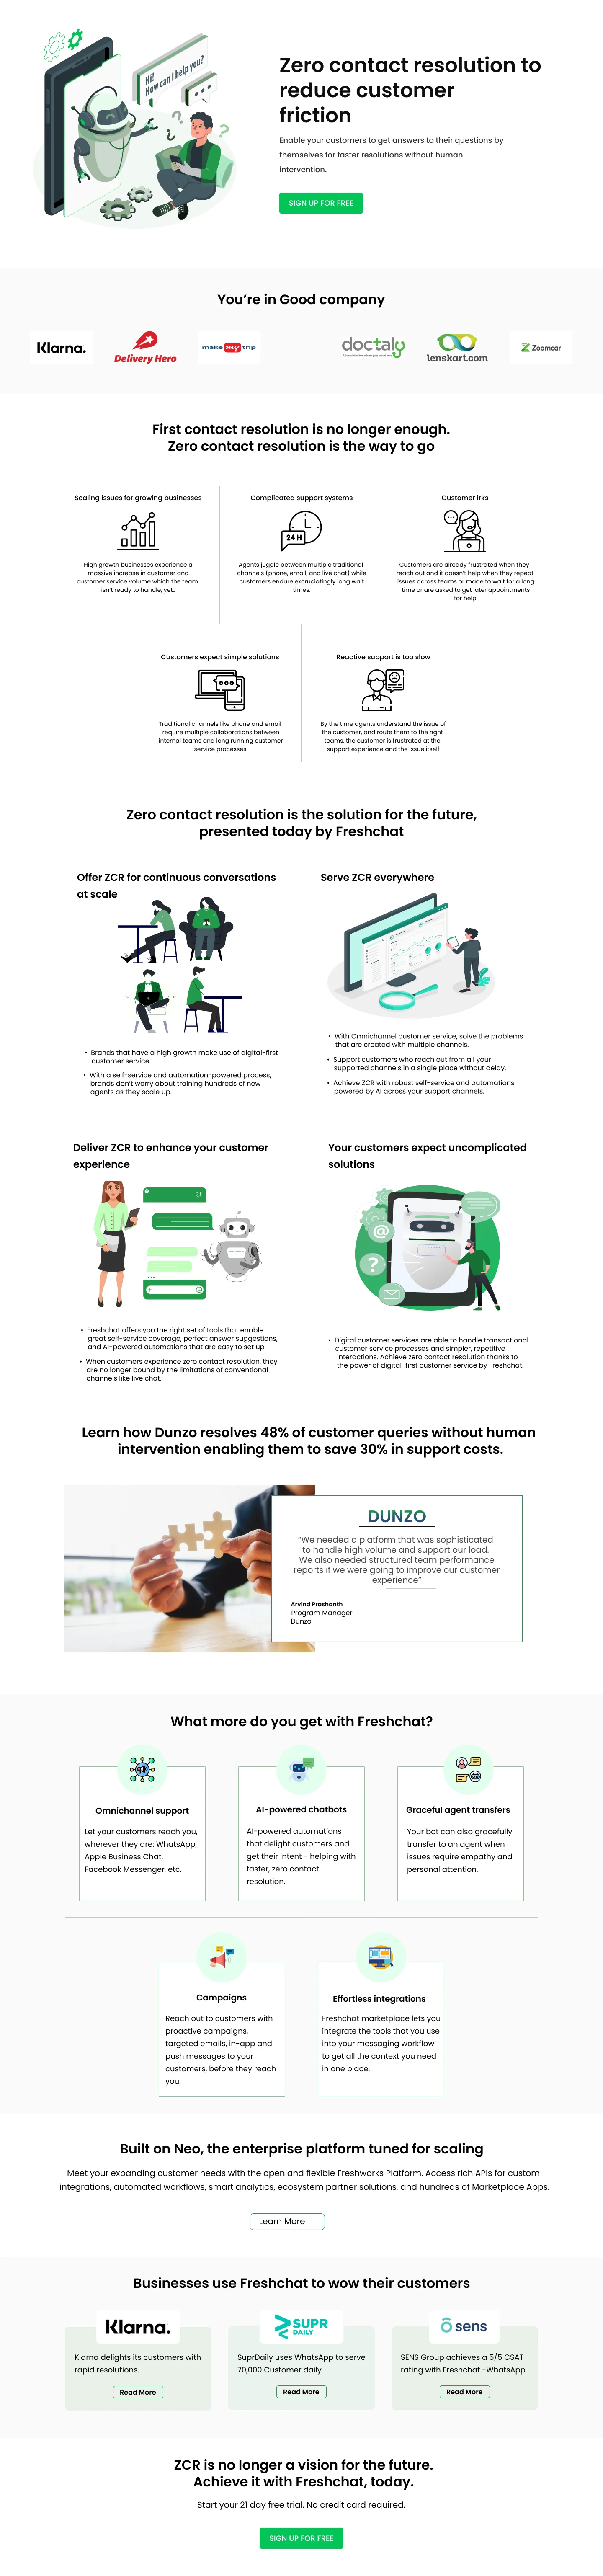 Hi!
How can I help you?
Zero contact resolution to
reduce customer
friction
Enable your customers to get answers to their questions by
themselves for faster resolutions without human
intervention.
SIGN UP FOR FREE
You're in Good company
Klarna.
Delivery Hero
make my trip
doctaly
lenskart.com
Zoomcar
First contact resolution is no longer enough.
Zero contact resolution is the way to go
Scaling issues for growing businesses
High growth businesses experience a
massive increase in customer and
customer service volume which the team
isn't ready to handle, yet..
Complicated support systems
24 H
Agents juggle between multiple traditional
channels (phone, email, and live chat) while
customers endure excruciatingly long wait
times.
Customer irks
Customers are already frustrated when they
reach out and it doesn't help when they repeat
issues across teams or made to wait for a long
time or are asked to get later appointments
for help.
Customers expect simple solutions
Traditional channels like phone and email
require multiple collaborations between
internal teams and long running customer
service processes.
Reactive support is too slow
By the time agents understand the issue of
the customer, and route them to the right
teams, the customer is frustrated at the
support experience and the issue itself
Zero contact resolution is the solution for the future,
presented today by Freshchat
Offer ZCR for continuous conversations
at scale
• Brands that have a high growth make use of digital-first
customer service.
• With a self-service and automation-powered process,
brands don't worry about training hundreds of new
agents as they scale up.
Serve ZCR everywhere
• With Omnichannel customer service, solve the problems
that are created with multiple channels.
• Support customers who reach out from all your
supported channels in a single place without delay.
• Achieve ZCR with robust self-service and automations
powered by AI across your support channels.
Deliver ZCR to enhance your customer
experience
• Freshchat offers you the right set of tools that enable
great self-service coverage, perfect answer suggestions,
and AI-powered automations that are easy to set up.
• When customers experience zero contact resolution, they
are no longer bound by the limitations of conventional
channels like live chat.
Your customers expect uncomplicated
solutions
@
?
• Digital customer services are able to handle transactional
customer service processes and simpler, repetitive
interactions. Achieve zero contact resolution thanks to
the power of digital-first customer service by Freshchat.
Learn how Dunzo resolves 48% of customer queries without human
intervention enabling them to save 30% in support costs.
DUNZO
"We needed a platform that was sophisticated
to handle high volume and support our load.
We also needed structured team performance
reports if we were going to improve our customer
experience"
Arvind Prashanth
Program Manager
Dunzo
What more do you get with Freshchat?
Omnichannel support
Let your customers reach you,
wherever they are: WhatsApp,
Apple Business Chat,
Facebook Messenger, etc.
AI-powered chatbots
AI-powered automations
that delight customers and
get their intent - helping with
faster, zero contact
resolution.
Graceful agent transfers
Your bot can also gracefully
transfer to an agent when
issues require empathy and
personal attention.
Campaigns
Reach out to customers with
proactive campaigns,
targeted emails, in-app and
push messages to your
customers, before they reach
you.
Effortless integrations
Freshchat marketplace lets you
integrate the tools that you use
into your messaging workflow
to get all the context you need
in one place.
Built on Neo, the enterprise platform tuned for scaling
Meet your expanding customer needs with the open and flexible Freshworks Platform. Access rich APIs for custom
integrations, automated workflows, smart analytics, ecosystem partner solutions, and hundreds of Marketplace Apps.
Learn More
Businesses use Freshchat to wow their customers
Klarna.
Klarna delights its customers with
rapid resolutions.
Read More
SUPR
DAILY
SuprDaily uses WhatsApp to serve
70,000 Customer daily
Read More
sens
SENS Group achieves a 5/5 CSAT
rating with Freshchat -WhatsApp.
Read More
ZCR is no longer a vision for the future.
Achieve it with Freshchat, today.
Start your 21 day free trial. No credit card required.
SIGN UP FOR FREE